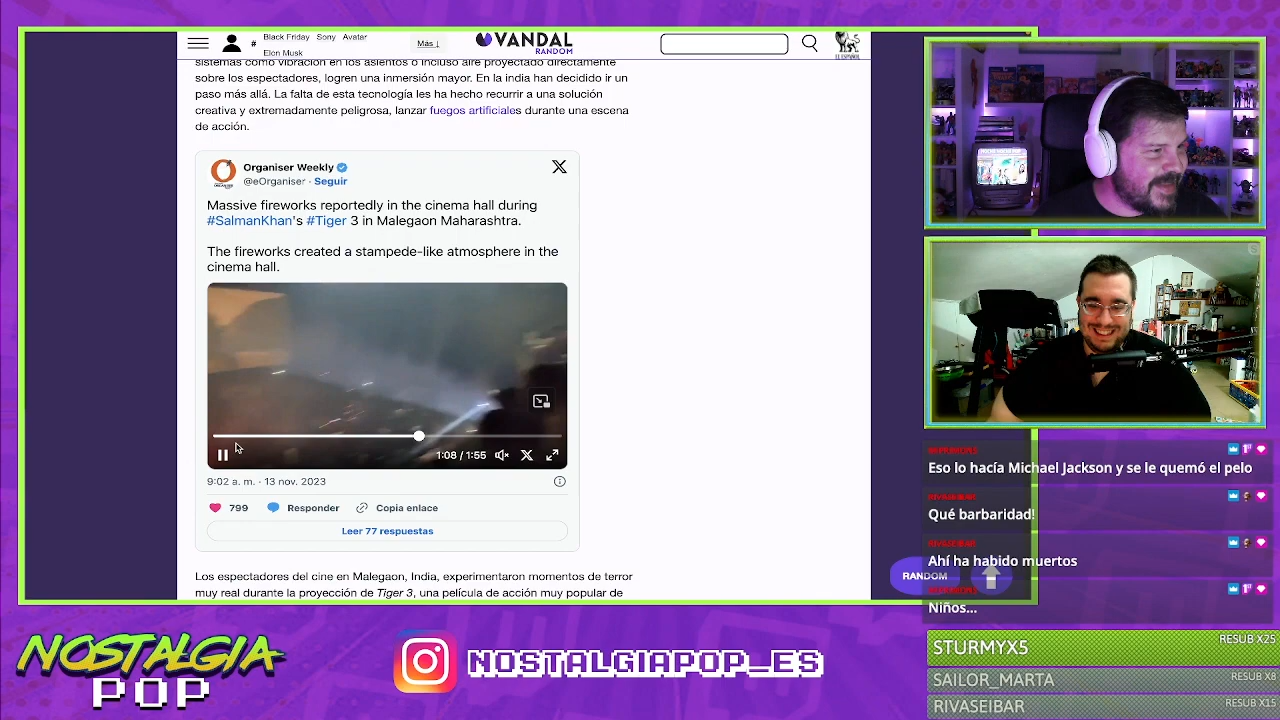 #
Black Friday Sony Avatar
Elon Musk
Más ↓
VANDAL
RANDOM
EL ESPAÑOL
sistemas como vibración en los asientos o incluso aire proyectado directamente
sobre los espectadores, logren una inmersión mayor. En la india han decidido ir un
paso más allá. La falta de esta tecnología les ha hecho recurrir a una solución
creativa y extremadamente peligrosa, lanzar fuegos artificiales durante una escena
de acción.
Organiser Weekly
@eOrganiser · Seguir
Massive fireworks reportedly in the cinema hall during
#SalmanKhan's #Tiger 3 in Malegaon Maharashtra.
The fireworks created a stampede-like atmosphere in the
cinema hall.
1:08 / 1:55
9:02 a. m. · 13 nov. 2023
799 Responder Copia enlace
Leer 77 respuestas
Los espectadores del cine en Malegaon, India, experimentaron momentos de terror
muy real durante la proyección de Tiger 3, una película de acción muy popular de
RANDOM
Eso lo hacía Michael Jackson y se le quemó el pelo
Qué barbaridad!
RIVASEIBAR
Ahí ha habido muertos
Niños...
NOSTALGIA
POP
NOSTALGIAPOP_ES
STURMYX5 RESUB X25
SAILOR_MARTA RESUB X8
RIVASEIBAR RESUB X15